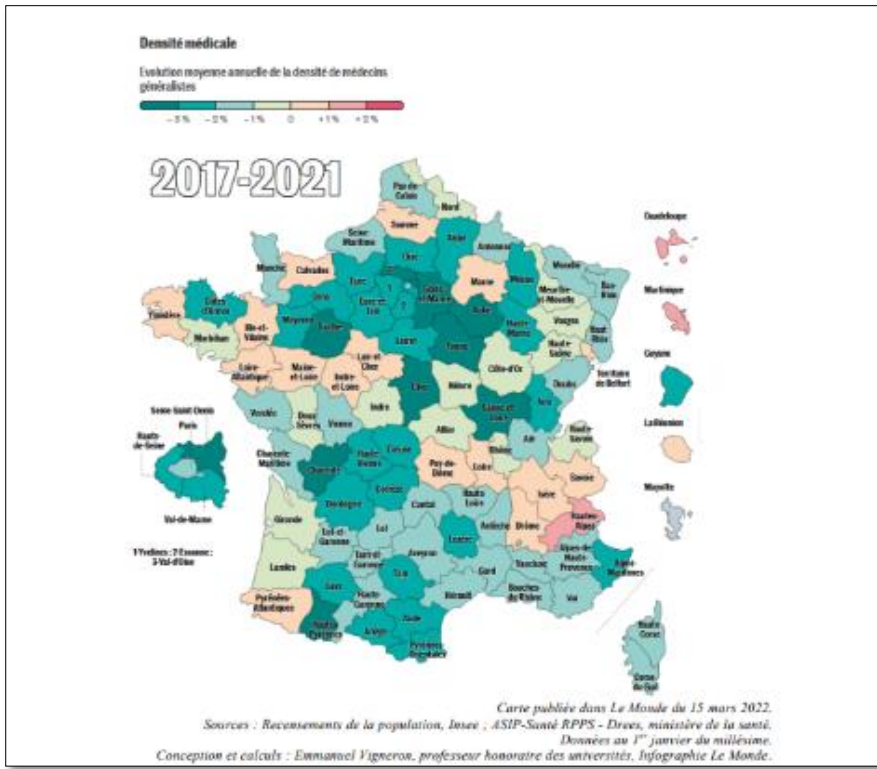 Densité médicale
Evolution moyenne annuelle de la densité de médecins
généralistes
-3% -2% -1% 0 +1% +2%
2017-2021
Pas-de-
Calais
Nord
Somme
Seine-
Maritime
Aisne
Ardennes
Oise
Manche
Calvados
Eure
Marne
Meuse
Moselle
Meurthe-
et-Moselle
Bas-
Rhin
Seine-
et-Marne
1
2
Orne
Eure-et-
Loir
Aube
Haute-
Marne
Vosges
Haut-
Rhin
Finistère
Côtes
d'Armor
Morbihan
Ille-et-
Vilaine
Mayenne
Sarthe
Loiret
Yonne
Haute-
Saône
Territoire
de Belfort
Loire-
Atlantique
Maine-
et-Loire
Indre-
et-Loire
Loir-et-
Cher
Cher
Nièvre
Côte-d'Or
Doubs
Jura
Vendée
Deux-
Sèvres
Vienne
Indre
Allier
Saône-et-
Loire
Ain
Haute-
Savoie
Charente-
Maritime
Charente
Haute-
Vienne
Creuse
Puy-de-
Dôme
Loire
Rhône
Savoie
Isère
Gironde
Dordogne
Corrèze
Cantal
Haute-
Loire
Ardèche
Drôme
Hautes-
Alpes
Landes
Lot-et-
Garonne
Lot
Aveyron
Lozère
Gard
Vaucluse
Alpes-de-
Haute-
Provence
Alpes-
Maritimes
Tarn-et-
Garonne
Tarn
Gers
Haute-
Garonne
Hérault
Bouches-
du-Rhône
Var
Pyrénées-
Atlantiques
Hautes-
Pyrénées
Ariège
Aude
Pyrénées-
Orientales
Haute-
Corse
Corse-
du-Sud
Guadeloupe
Martinique
Guyane
La Réunion
Mayotte
Seine-Saint-Denis
Paris
Hauts-
de-Seine
Val-de-Marne
1 Yvelines ; 2 Essonne ;
3 Val-d'Oise
Carte publiée dans Le Monde du 15 mars 2022.
Sources : Recensements de la population, Insee ; ASIP-Santé RPPS - Drees, ministère de la santé.
Données au 1er janvier du millésime.
Conception et calculs : Emmanuel Vigneron, professeur honoraire des universités. Infographie Le Monde.